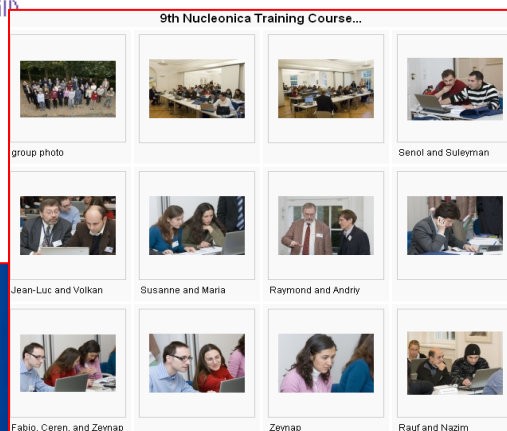 9th Nucleonica Training Course...
group photo
Senol and Suleyman
Jean-Luc and Volkan
Susanne and Maria
Raymond and Andriy
Fabio, Ceren, and Zeynap
Zeynap
Rauf and Nazim